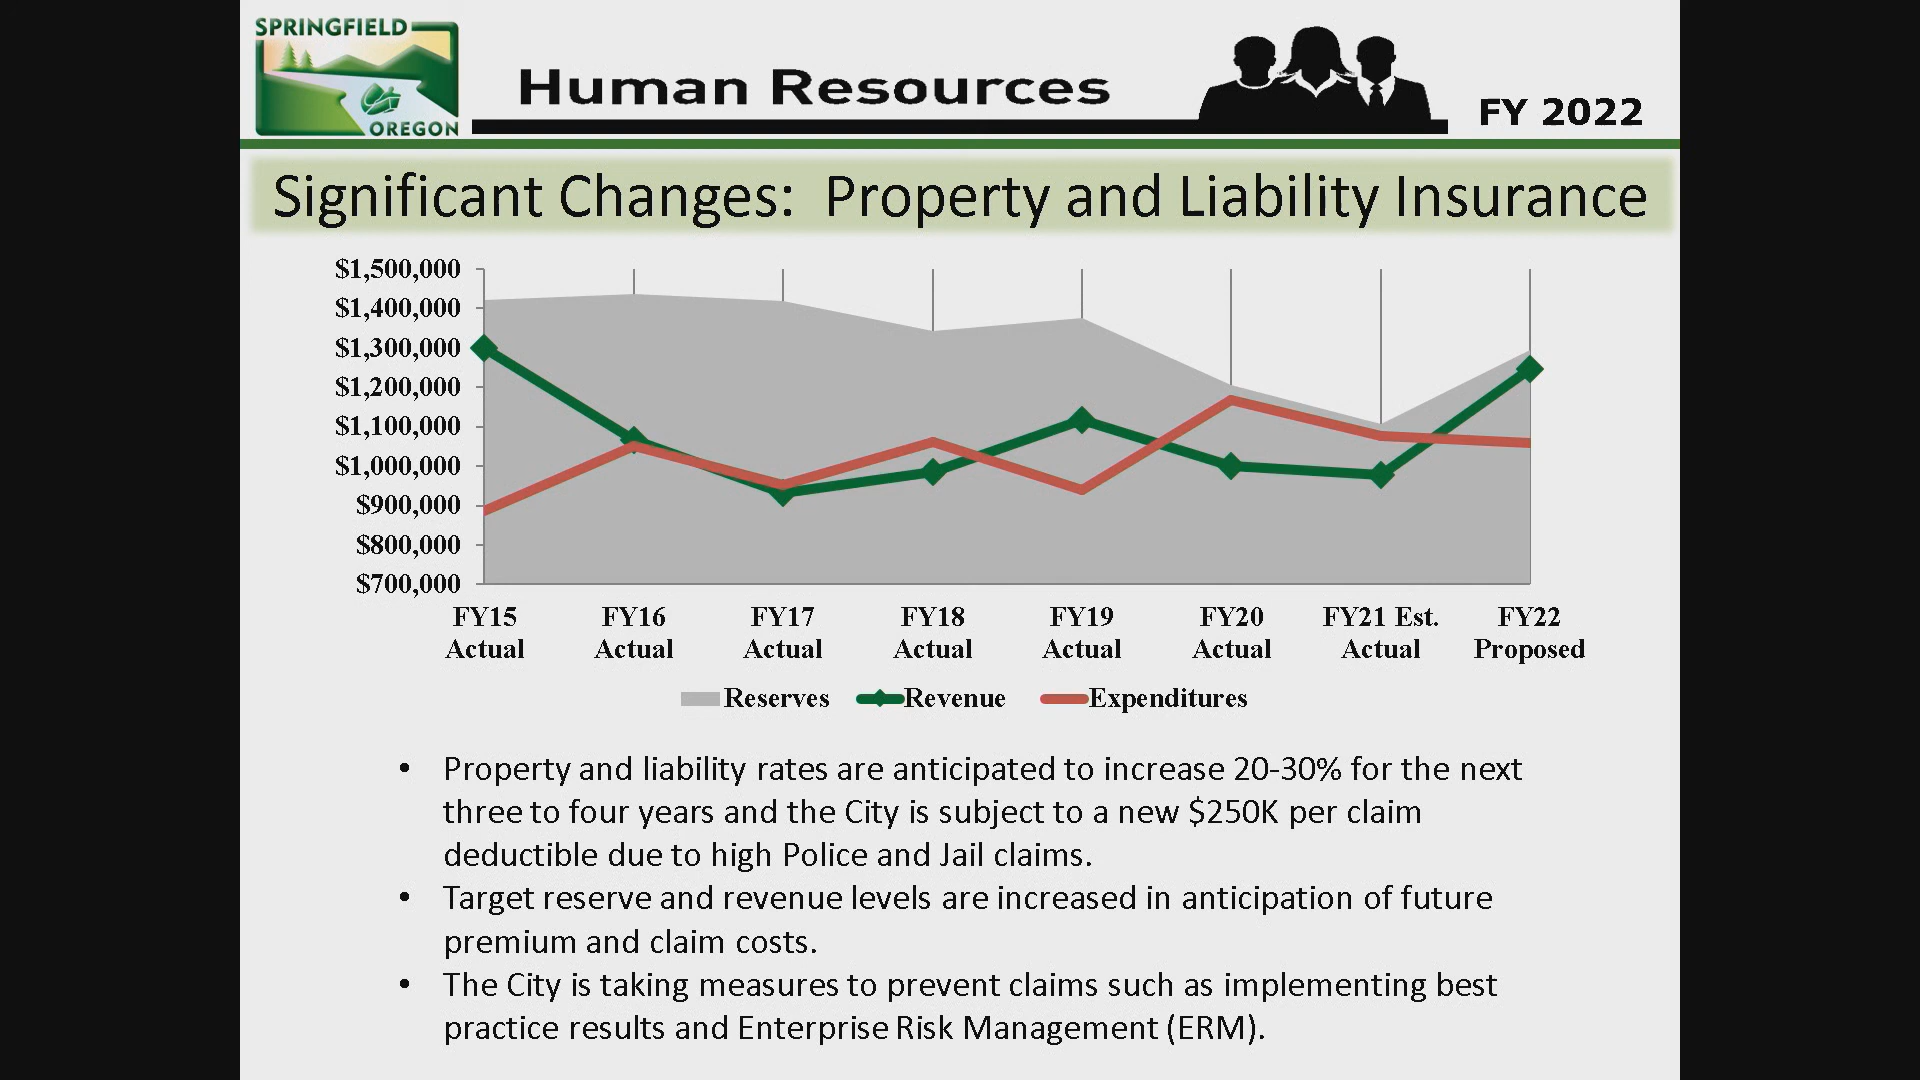 SPRINGFIELD
OREGON
Human Resources
FY 2022
Significant Changes: Property and Liability Insurance
$1,500,000
$1,400,000
$1,300,000
$1,200,000
$1,100,000
$1,000,000
$900,000
$800,000
$700,000
FY15 FY16 FY17 FY18 FY19 FY20 FY21 Est. FY22
Actual Actual Actual Actual Actual Actual Actual Proposed
Reserves Revenue Expenditures
• Property and liability rates are anticipated to increase 20-30% for the next
three to four years and the City is subject to a new $250K per claim
deductible due to high Police and Jail claims.
• Target reserve and revenue levels are increased in anticipation of future
premium and claim costs.
• The City is taking measures to prevent claims such as implementing best
practice results and Enterprise Risk Management (ERM).